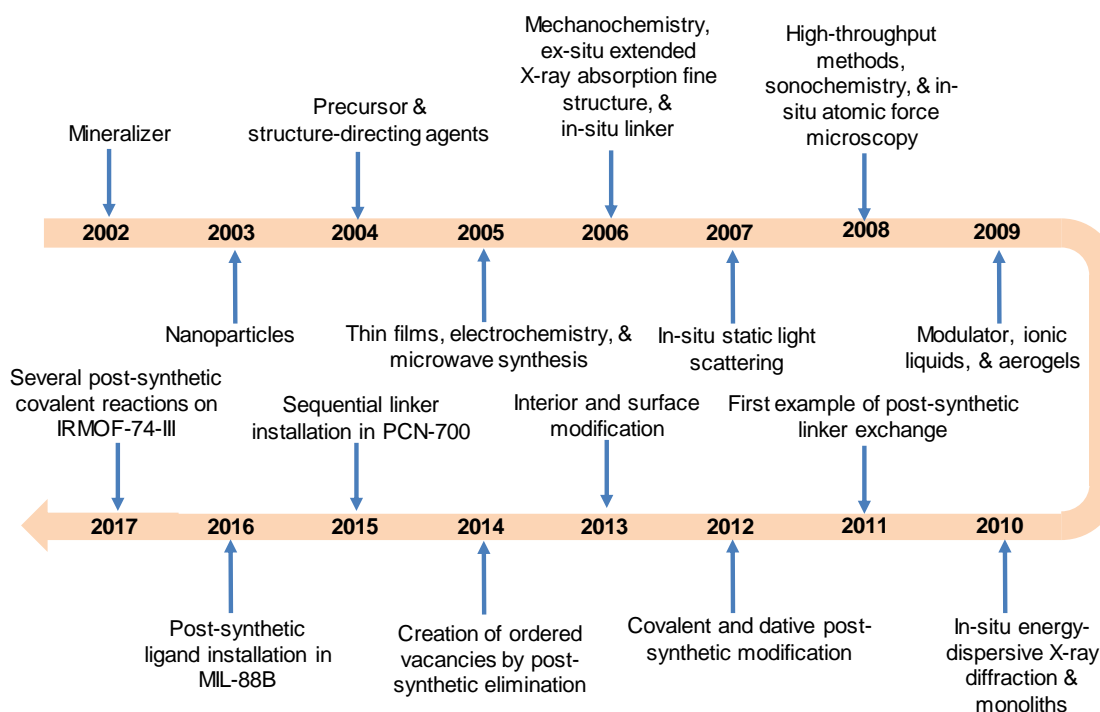 Mineralizer
Precursor &
structure-directing agents
Mechanochemistry,
ex-situ extended
X-ray absorption fine
structure, &
in-situ linker
High-throughput
methods,
sonochemistry, & in-
situ atomic force
microscopy
2002 2003 2004 2005 2006 2007 2008 2009
Nanoparticles
Thin films, electrochemistry, &
microwave synthesis
In-situ static light
scattering
Modulator, ionic
liquids, & aerogels
Several post-synthetic
covalent reactions on
IRMOF-74-III
Sequential linker
installation in PCN-700
Interior and surface
modification
First example of post-synthetic
linker exchange
2017 2016 2015 2014 2013 2012 2011 2010
Post-synthetic
ligand installation in
MIL-88B
Creation of ordered
vacancies by post-
synthetic elimination
Covalent and dative post-
synthetic modification
In-situ energy-
dispersive X-ray
diffraction &
monoliths